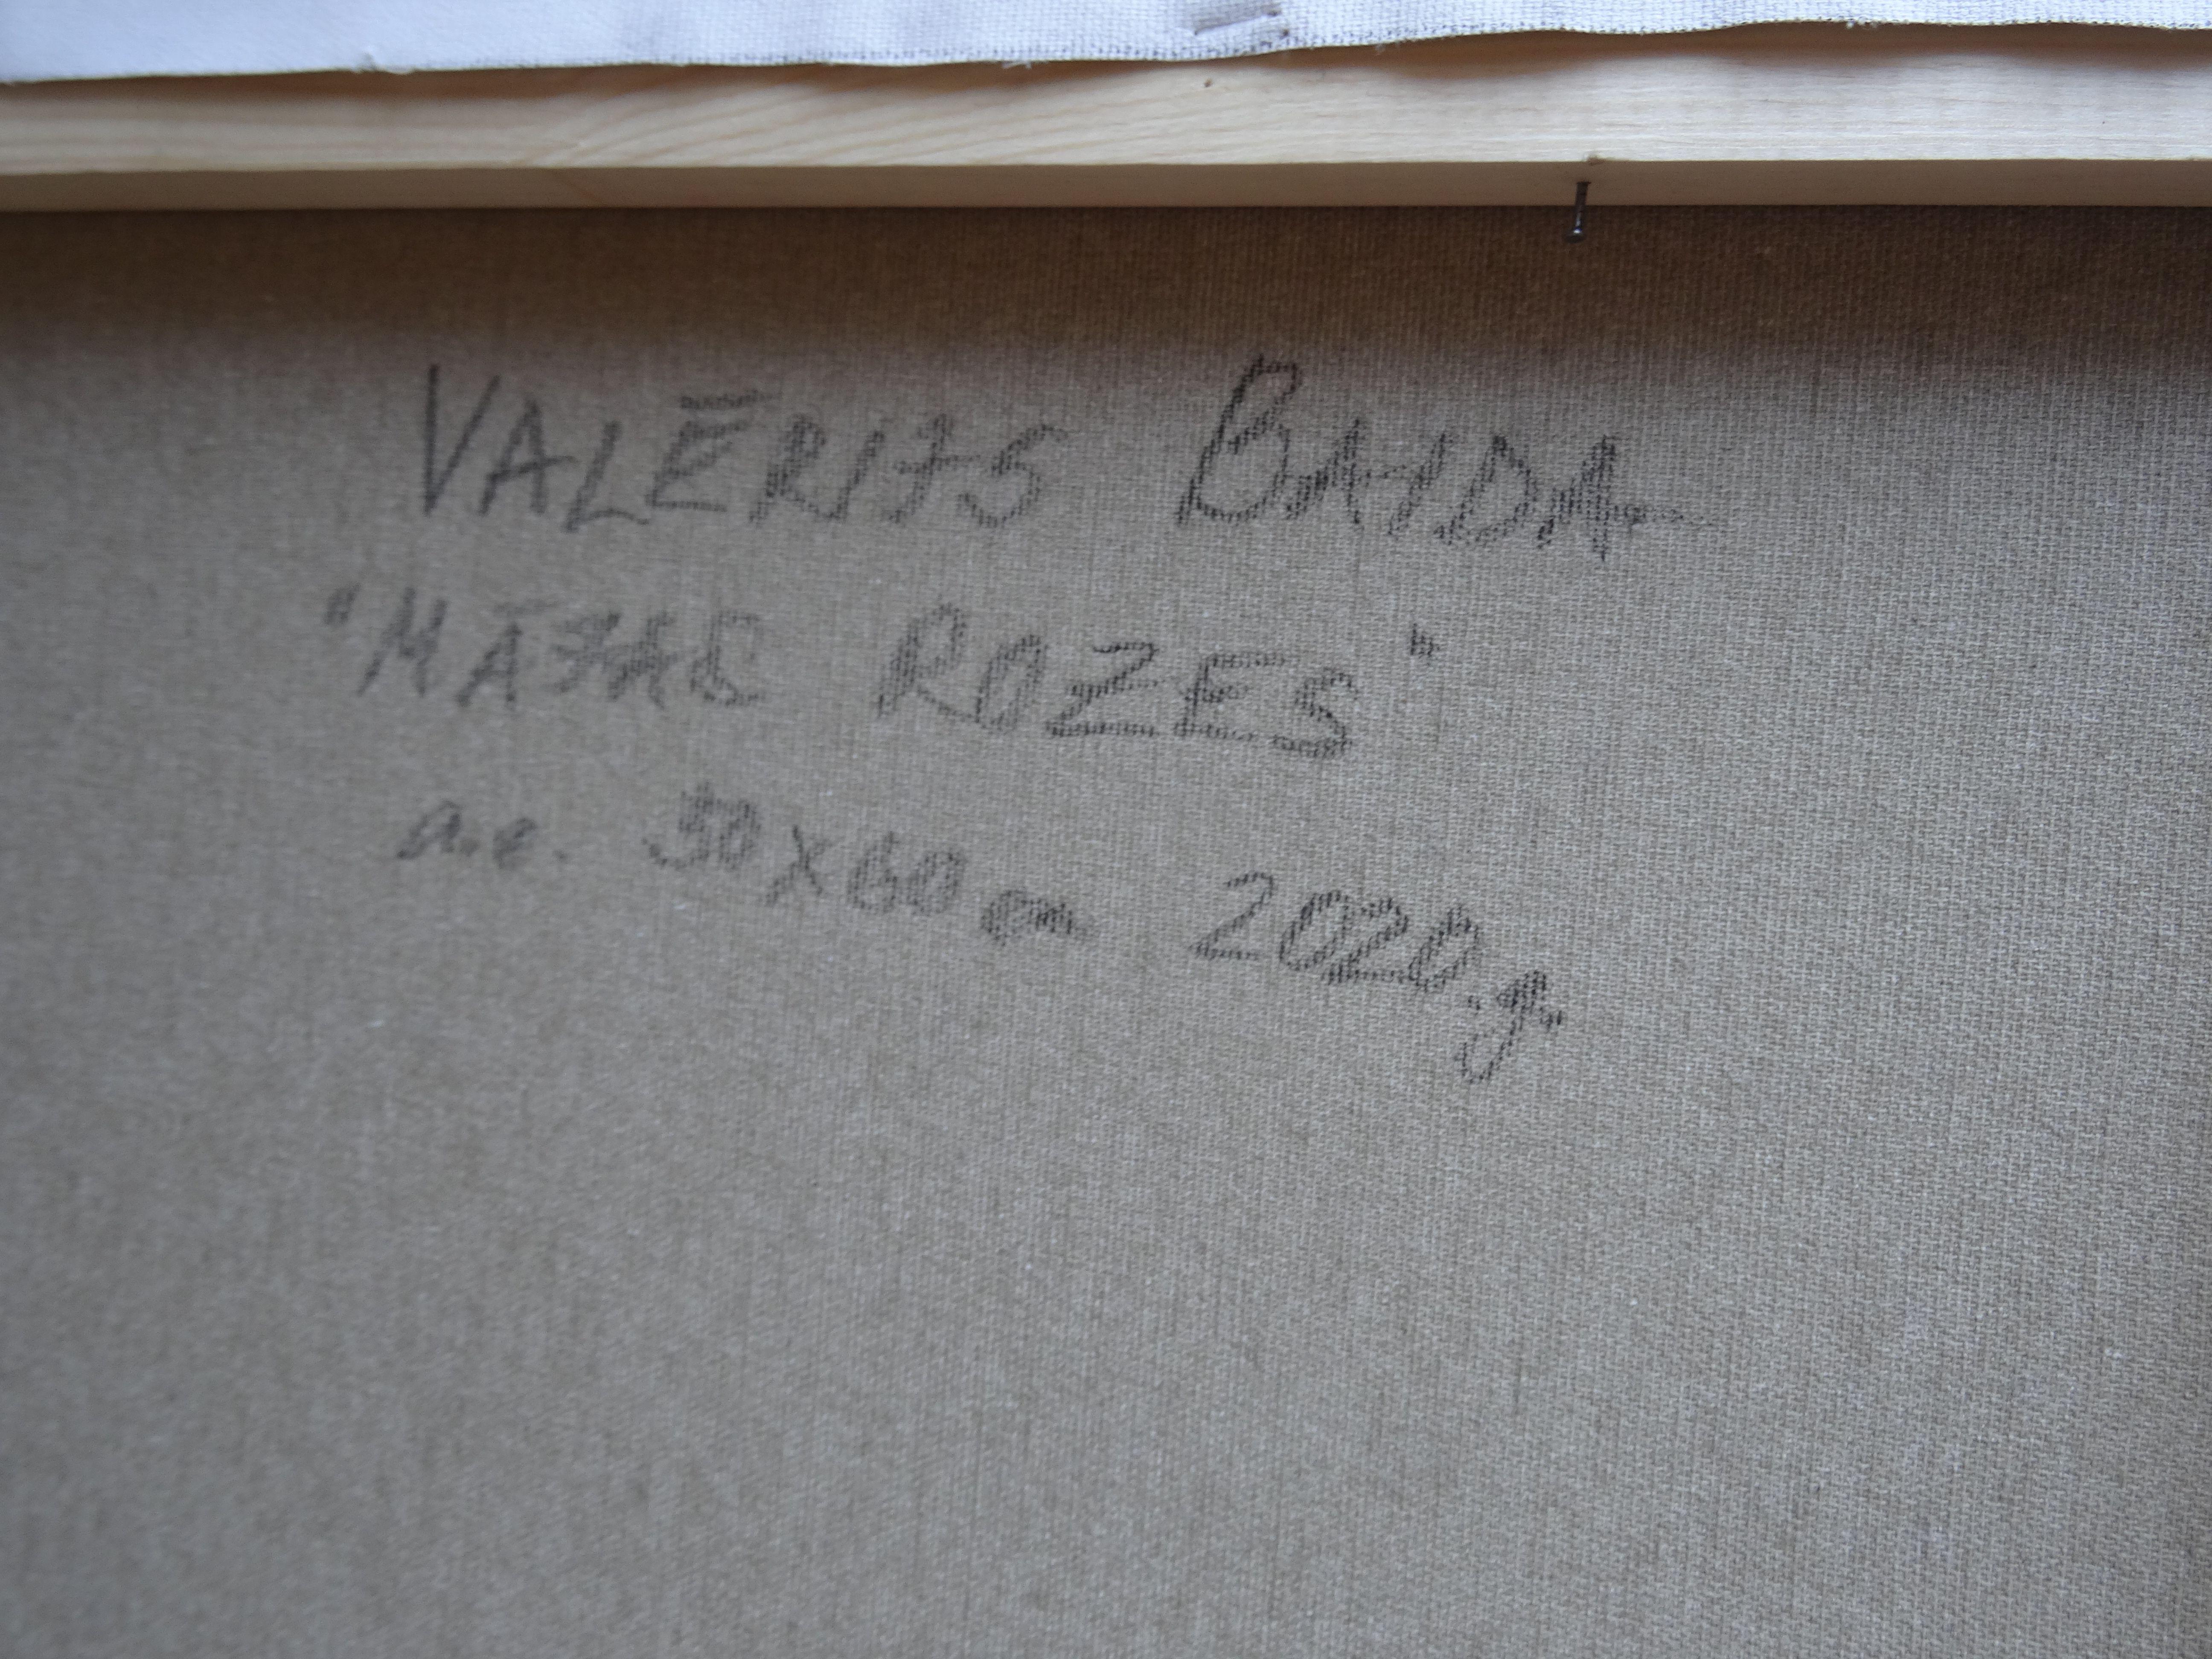 VALĒRIJS BAIDA
"MĀJAS ROZES"
a.e. 50x60 cm 2020.g.